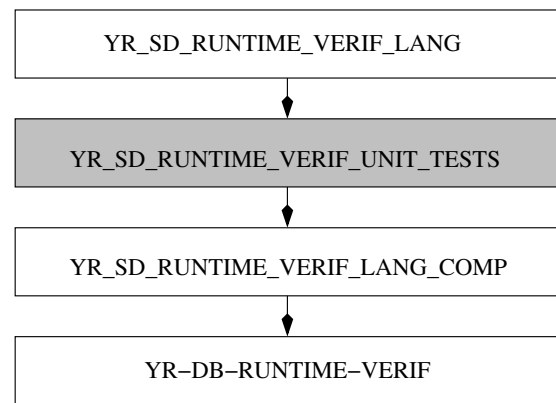 YR_SD_RUNTIME_VERIF_LANG
YR_SD_RUNTIME_VERIF_UNIT_TESTS
YR_SD_RUNTIME_VERIF_LANG_COMP
YR−DB−RUNTIME−VERIF